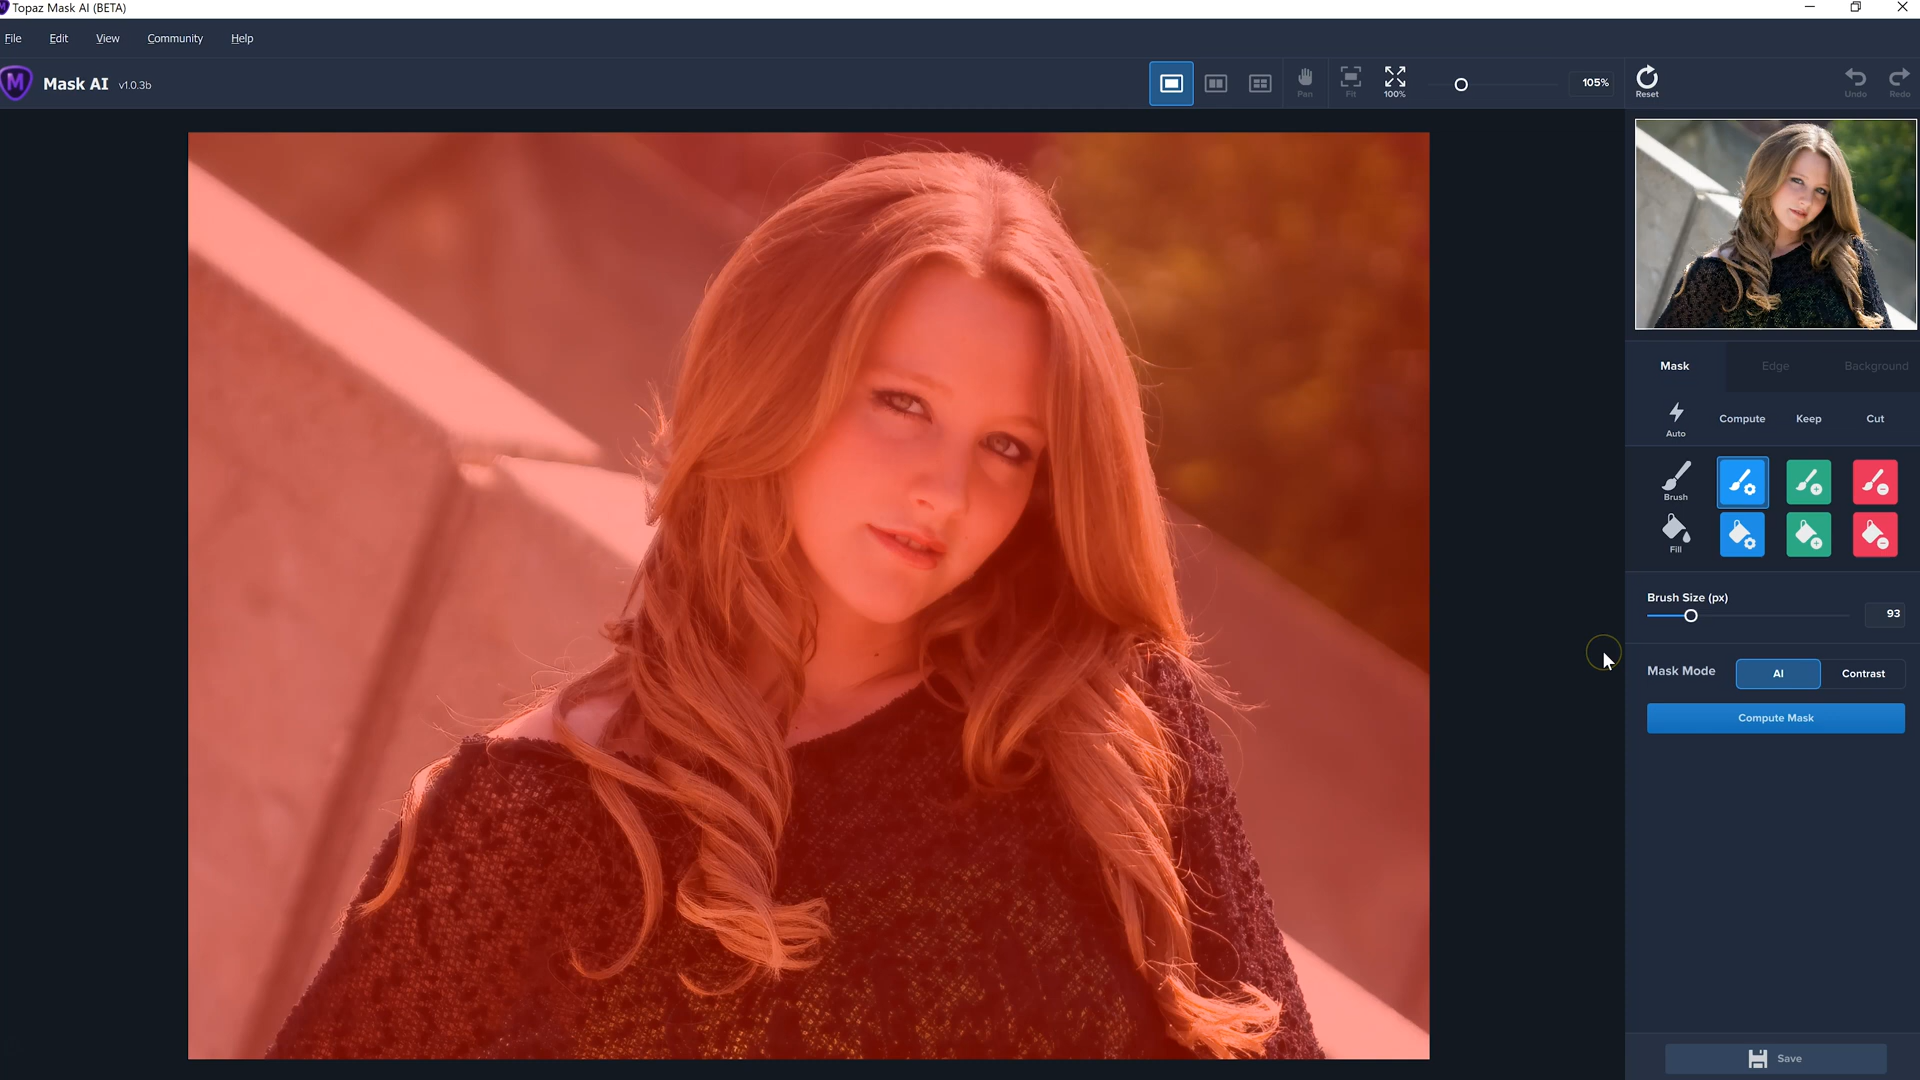 Topaz Mask AI (BETA)
File Edit View Community Help
M Mask AI v1.0.3b
Pan Fit 100% 105% Reset Undo Redo
Mask Edge Background
Auto Compute Keep Cut
Brush
Fill
Brush Size (px)
93
Mask Mode AI Contrast
Compute Mask
Save